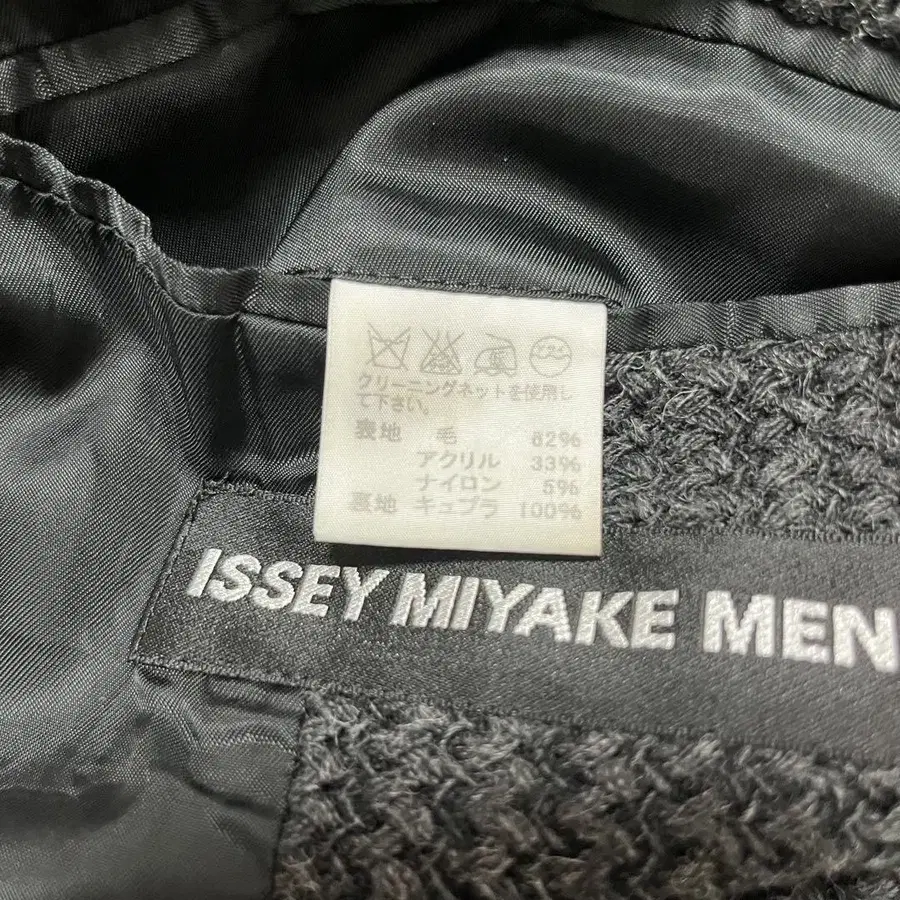 クリーニングネットを使用し
て下さい。
表地 毛 62%
アクリル 33%
ナイロン 5%
裏地 キュプラ 100%
ISSEY MIYAKE MEN